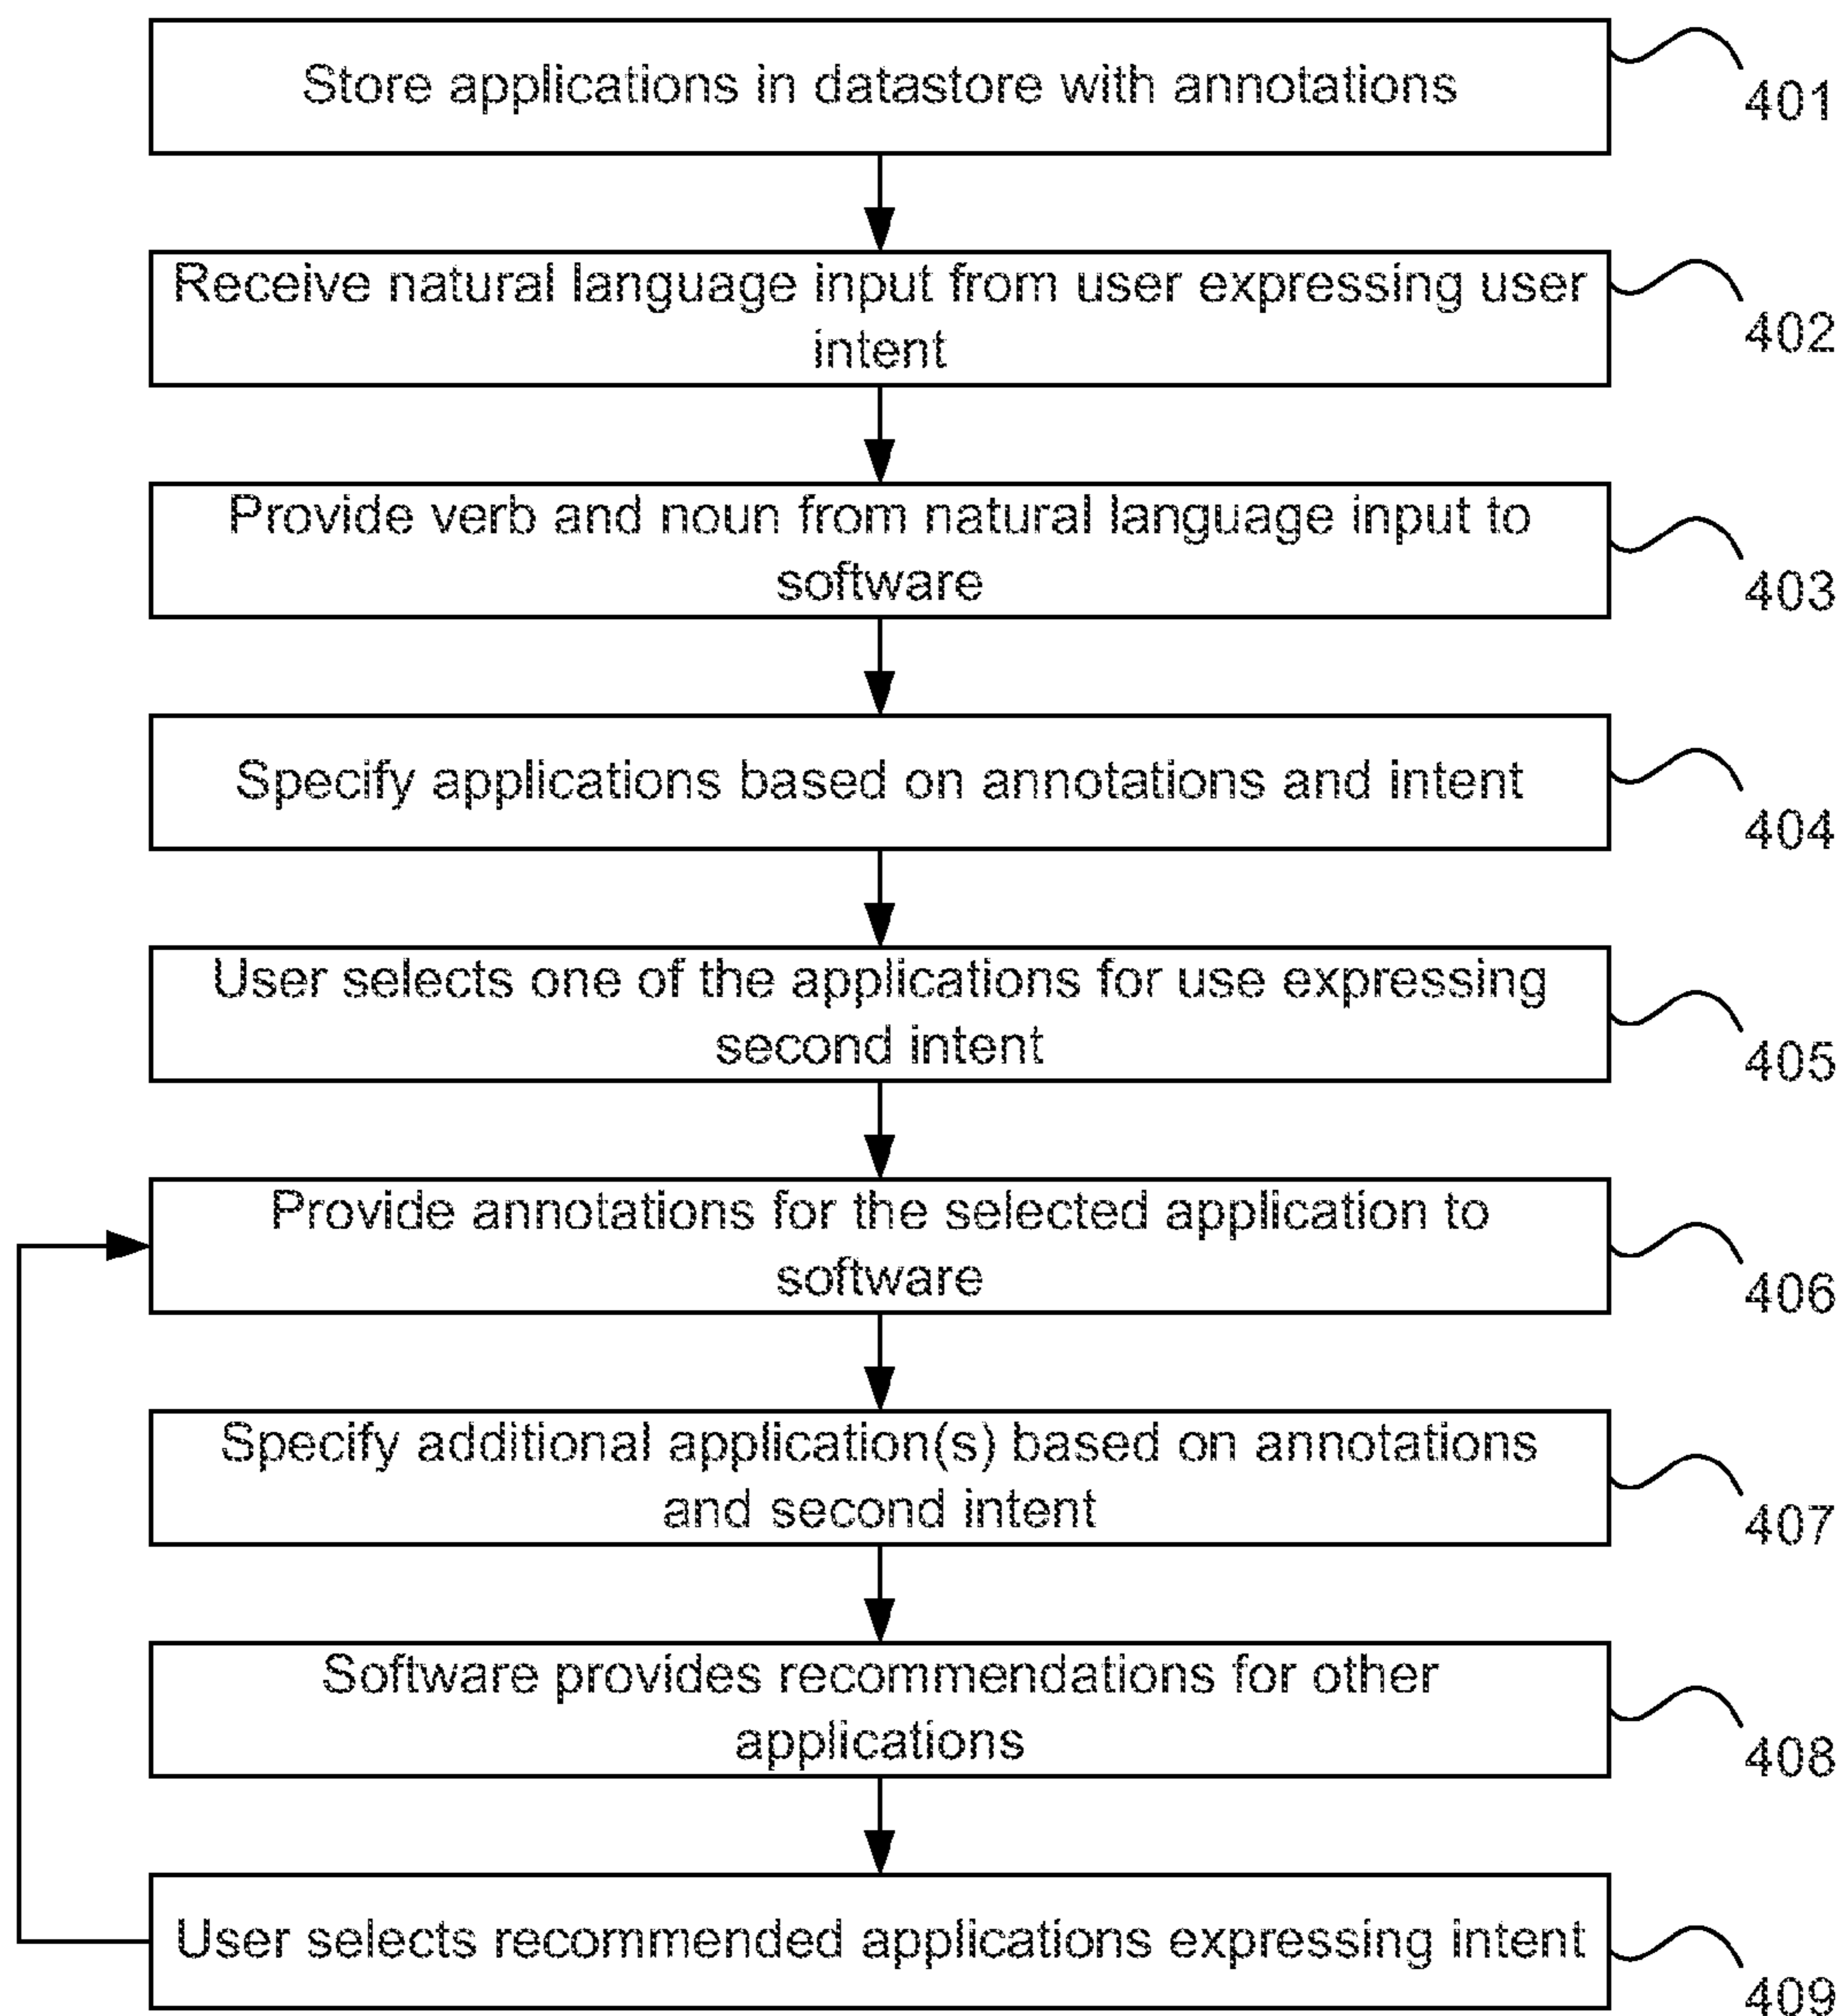 Store applications in datastore with annotations
401
Receive natural language input from user expressing user
intent
402
Provide verb and noun from natural language input to
software
403
Specify applications based on annotations and intent
404
User selects one of the applications for use expressing
second intent
405
Provide annotations for the selected application to
software
406
Specify additional application(s) based on annotations
and second intent
407
Software provides recommendations for other
applications
408
User selects recommended applications expressing intent
409